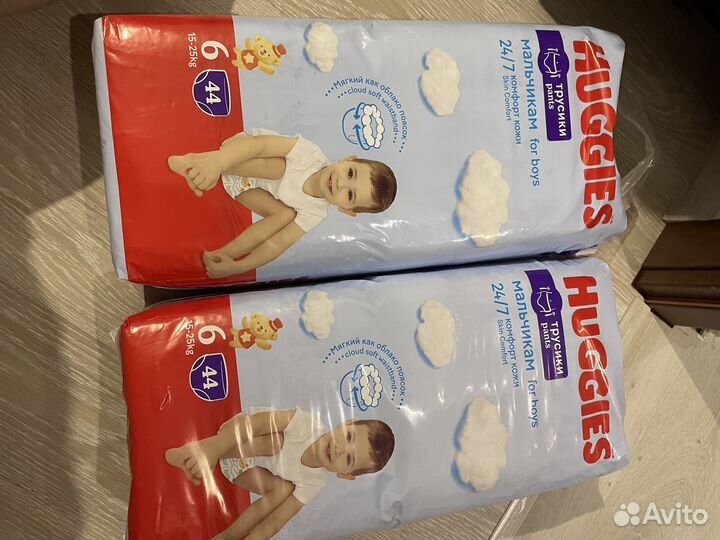 HUGGIES
трусики
pants
мальчикам for boys
24/7 комфорт кожи
Skin Comfort
Мягкий как облако поясок
cloud soft waistband
6
15-25kg
44
HUGGIES
трусики
pants
мальчикам for boys
24/7 комфорт кожи
Skin Comfort
Мягкий как облако поясок
cloud soft waistband
6
15-25kg
44
Avito